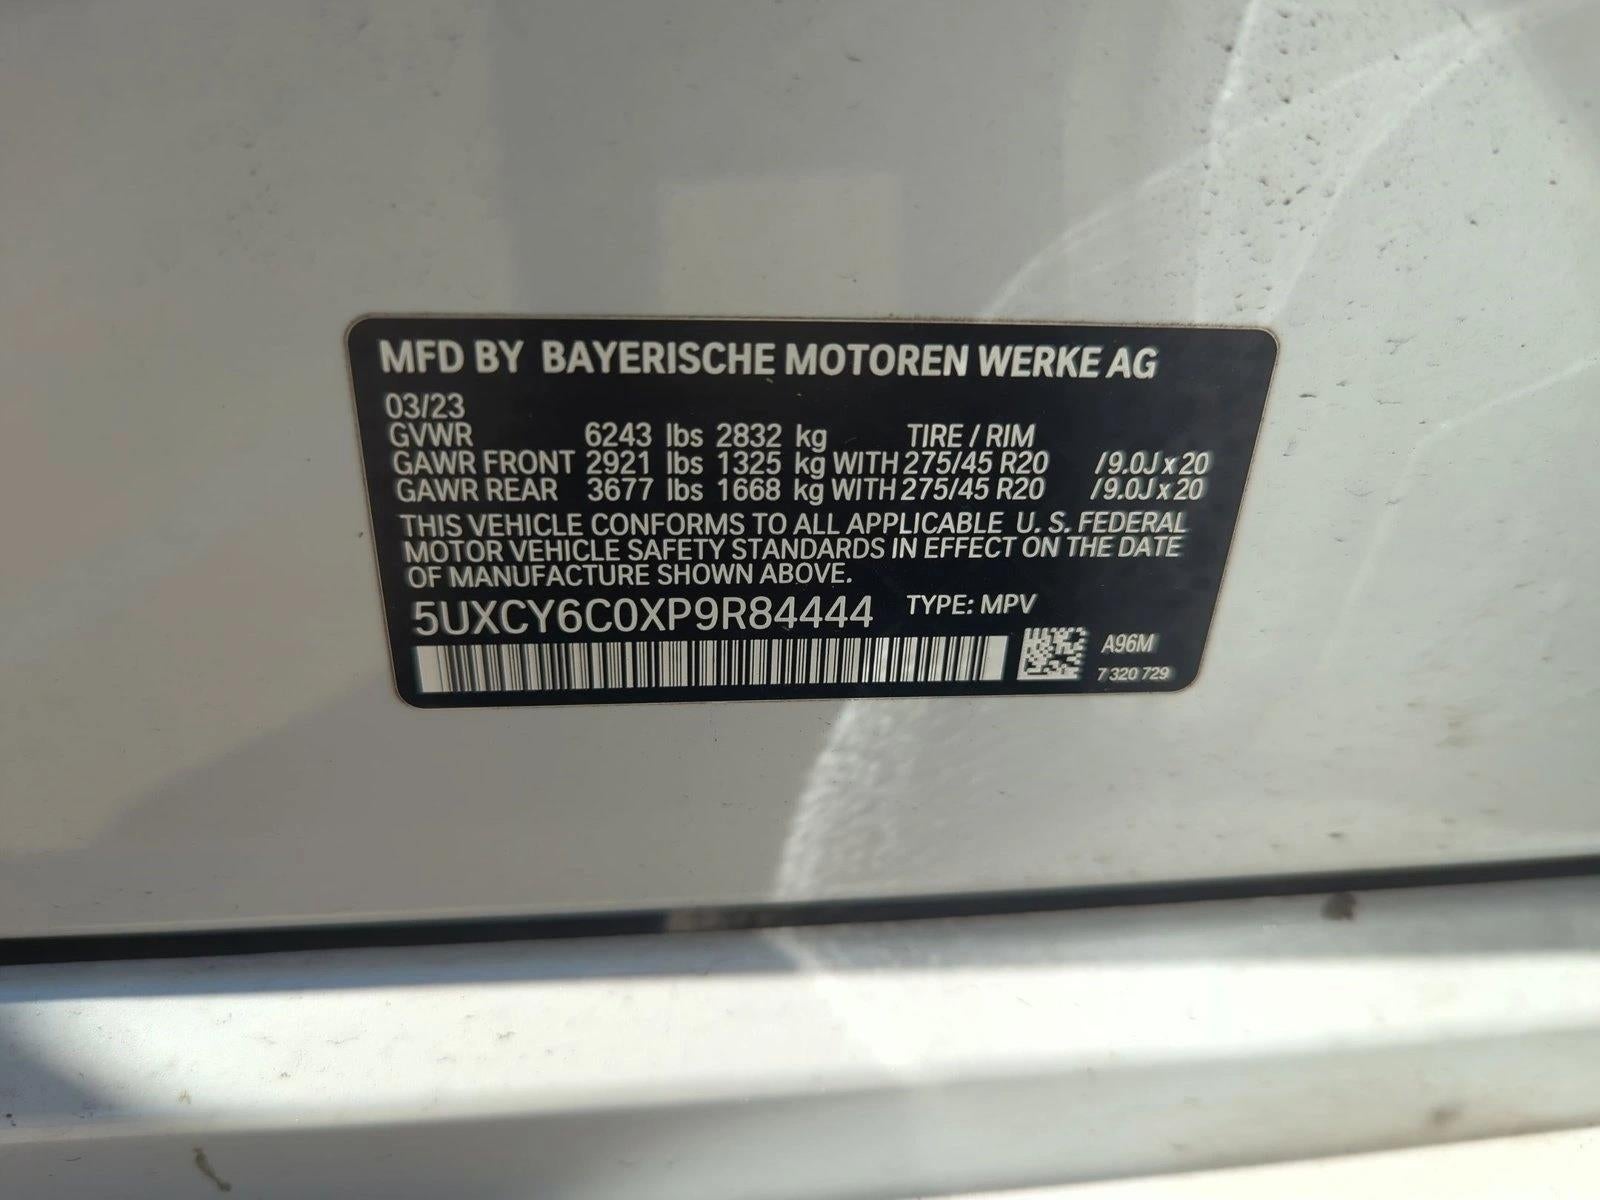 MFD BY BAYERISCHE MOTOREN WERKE AG
03/23
GVWR 6243 lbs 2832 kg TIRE / RIM
GAWR FRONT 2921 lbs 1325 kg WITH 275/45 R20 /9.0J x 20
GAWR REAR 3677 lbs 1668 kg WITH 275/45 R20 /9.0J x 20
THIS VEHICLE CONFORMS TO ALL APPLICABLE U. S. FEDERAL
MOTOR VEHICLE SAFETY STANDARDS IN EFFECT ON THE DATE
OF MANUFACTURE SHOWN ABOVE.
5UXCY6C0XP9R84444 TYPE: MPV
A96M
7 320 729